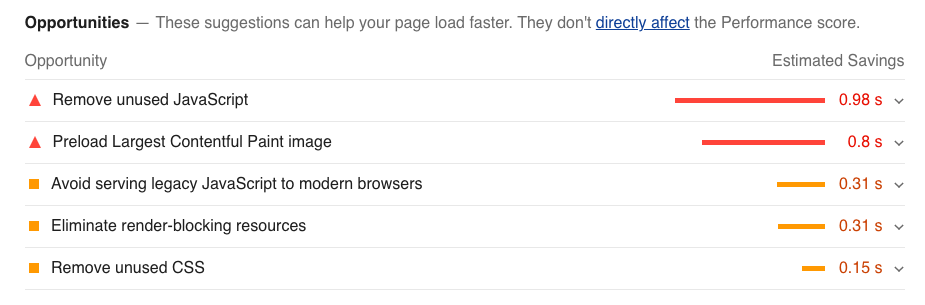 Opportunities — These suggestions can help your page load faster. They don't directly affect the Performance score.
Opportunity Estimated Savings
Remove unused JavaScript 0.98 s
Preload Largest Contentful Paint image 0.8 s
Avoid serving legacy JavaScript to modern browsers 0.31 s
Eliminate render-blocking resources 0.31 s
Remove unused CSS 0.15 s